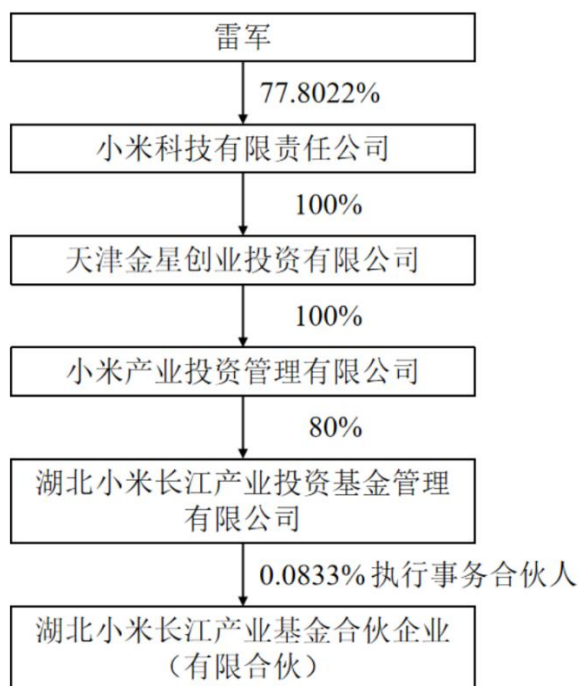 雷军
77.8022%
小米科技有限责任公司
100%
天津金星创业投资有限公司
100%
小米产业投资管理有限公司
80%
湖北小米长江产业投资基金管理
有限公司
0.0833% 执行事务合伙人
湖北小米长江产业基金合伙企业
（有限合伙）